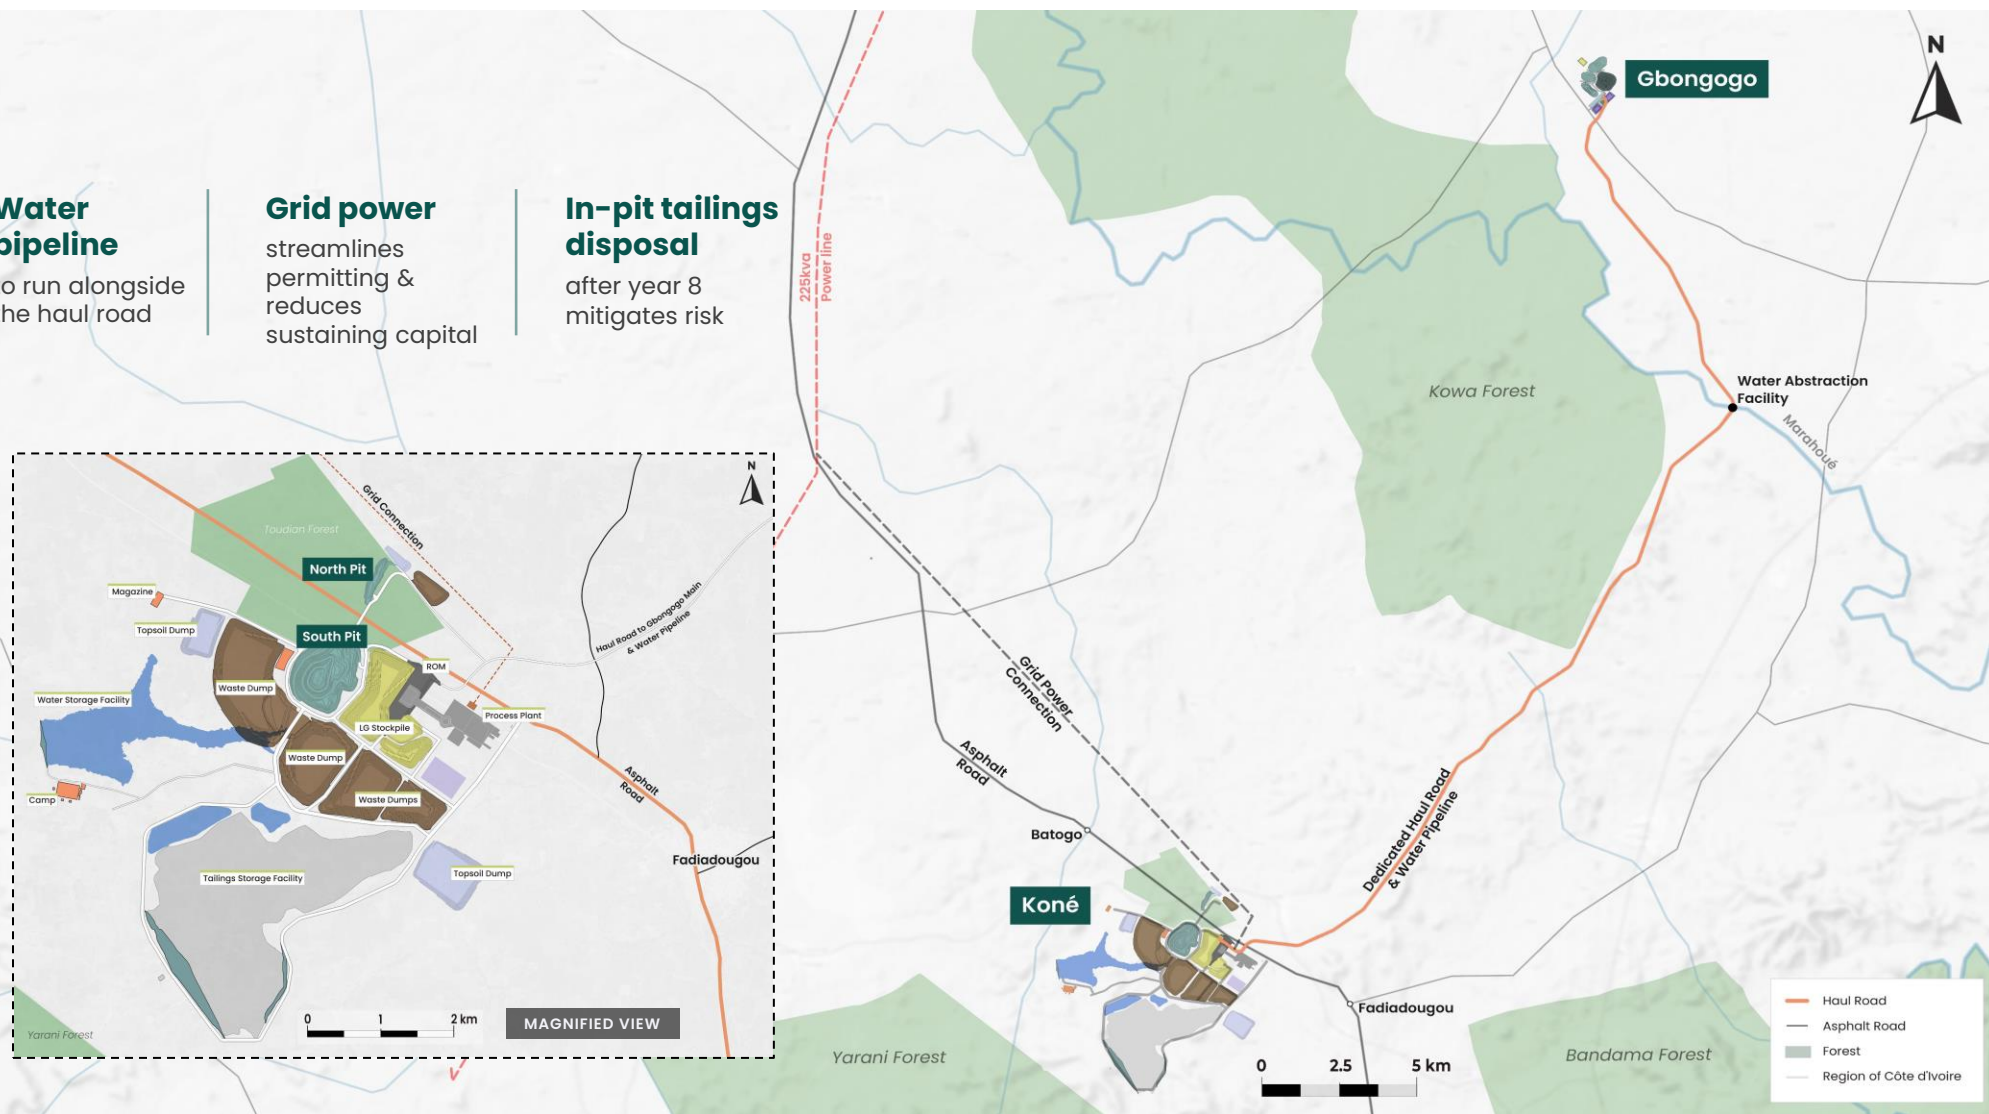 Gbongogo
N
Water
pipeline
to run alongside
the haul road
Grid power
streamlines
permitting &
reduces
sustaining capital
In-pit tailings
disposal
after year 8
mitigates risk
225kva
Power line
Kowa Forest
Water Abstraction
Facility
Marahoué
Grid Power
Connection
Asphalt
Road
Batogo
Dedicated Haul Road
& Water Pipeline
Koné
Fadiadougou
Yarani Forest
Bandama Forest
0 2.5 5 km
Haul Road
Asphalt Road
Forest
Region of Côte d'Ivoire
N
Grid Connection
Toudian Forest
North Pit
Magazine
Topsoil Dump
South Pit
Haul Road to Gbongogo Main
& Water Pipeline
ROM
Waste Dump
Water Storage Facility
Process Plant
LG Stockpile
Waste Dump
Asphalt
Road
Camp
Waste Dumps
Fadiadougou
Tailings Storage Facility
Topsoil Dump
0 1 2 km
MAGNIFIED VIEW
Yarani Forest